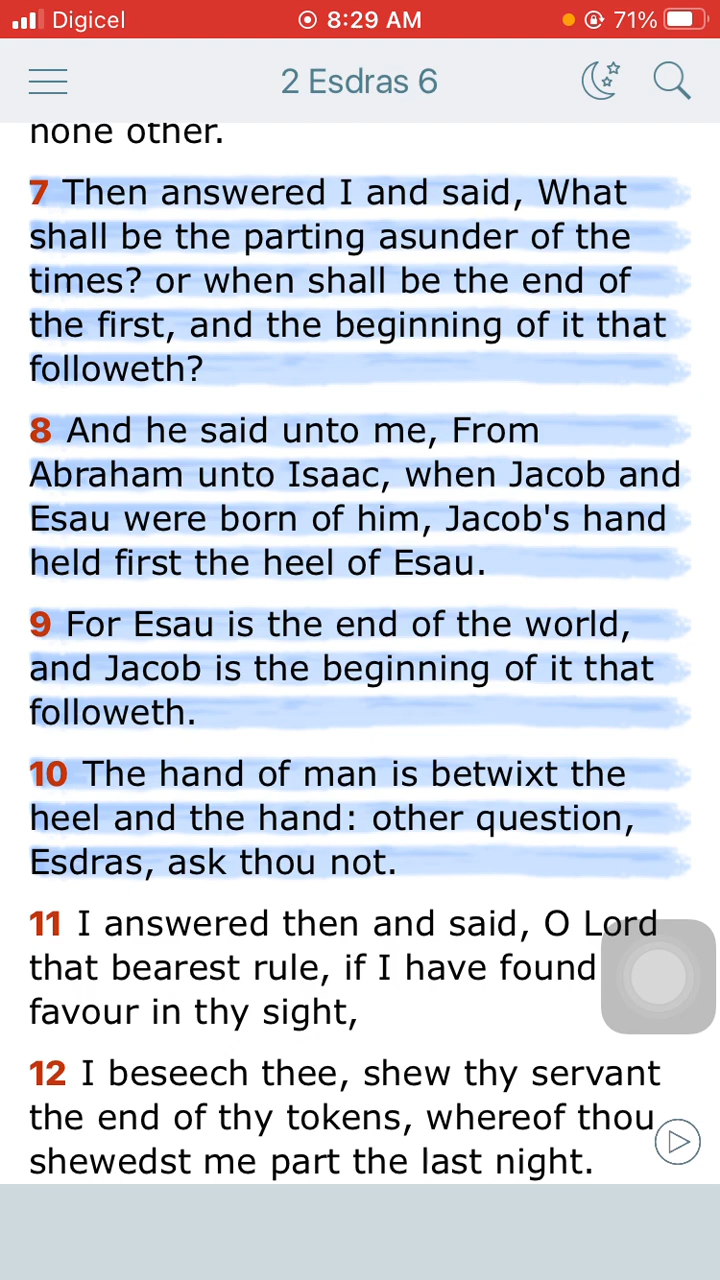 Digicel 8:29 AM 71%
2 Esdras 6
none other.
7 Then answered I and said, What
shall be the parting asunder of the
times? or when shall be the end of
the first, and the beginning of it that
followeth?
8 And he said unto me, From
Abraham unto Isaac, when Jacob and
Esau were born of him, Jacob's hand
held first the heel of Esau.
9 For Esau is the end of the world,
and Jacob is the beginning of it that
followeth.
10 The hand of man is betwixt the
heel and the hand: other question,
Esdras, ask thou not.
11 I answered then and said, O Lord
that bearest rule, if I have found
favour in thy sight,
12 I beseech thee, shew thy servant
the end of thy tokens, whereof thou
shewedst me part the last night.